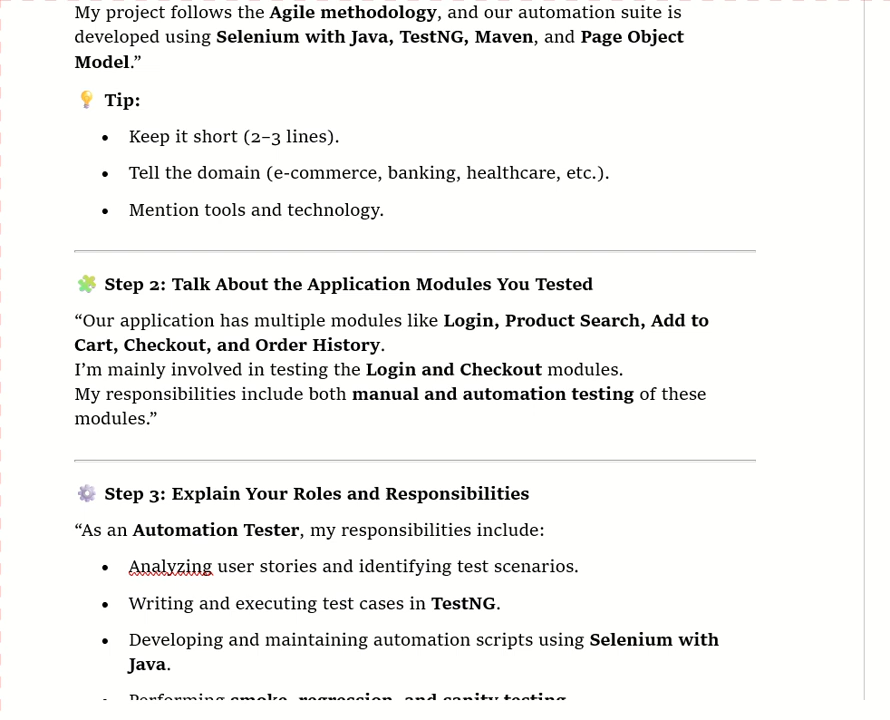 My project follows the Agile methodology, and our automation suite is
developed using Selenium with Java, TestNG, Maven, and Page Object
Model.”
💡 Tip:
• Keep it short (2–3 lines).
• Tell the domain (e-commerce, banking, healthcare, etc.).
• Mention tools and technology.
🧩 Step 2: Talk About the Application Modules You Tested
“Our application has multiple modules like Login, Product Search, Add to
Cart, Checkout, and Order History.
I’m mainly involved in testing the Login and Checkout modules.
My responsibilities include both manual and automation testing of these
modules.”
⚙️ Step 3: Explain Your Roles and Responsibilities
“As an Automation Tester, my responsibilities include:
• Analyzing user stories and identifying test scenarios.
• Writing and executing test cases in TestNG.
• Developing and maintaining automation scripts using Selenium with
Java.
• Performing smoke, regression, and sanity testing.